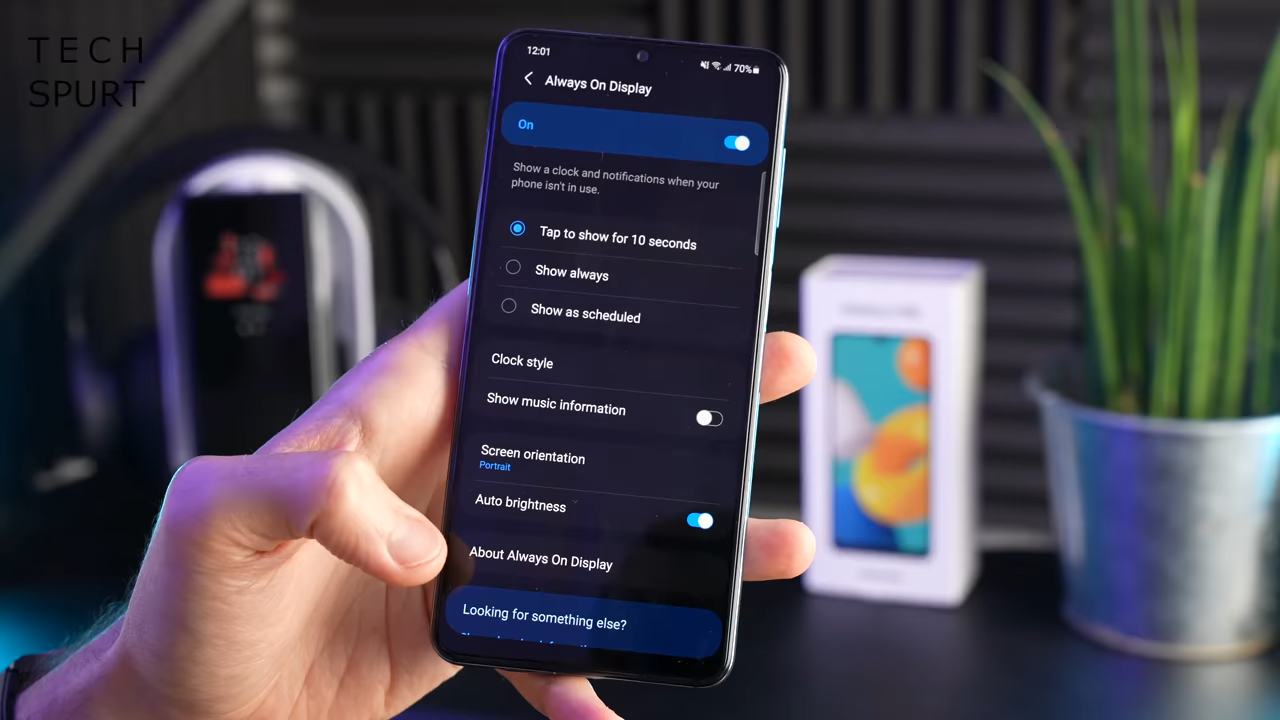 TECH
SPURT
12:01
70%
Always On Display
On
Show a clock and notifications when your
phone isn't in use.
Tap to show for 10 seconds
Show always
Show as scheduled
Clock style
Show music information
Screen orientation
Portrait
Auto brightness
About Always On Display
Looking for something else?